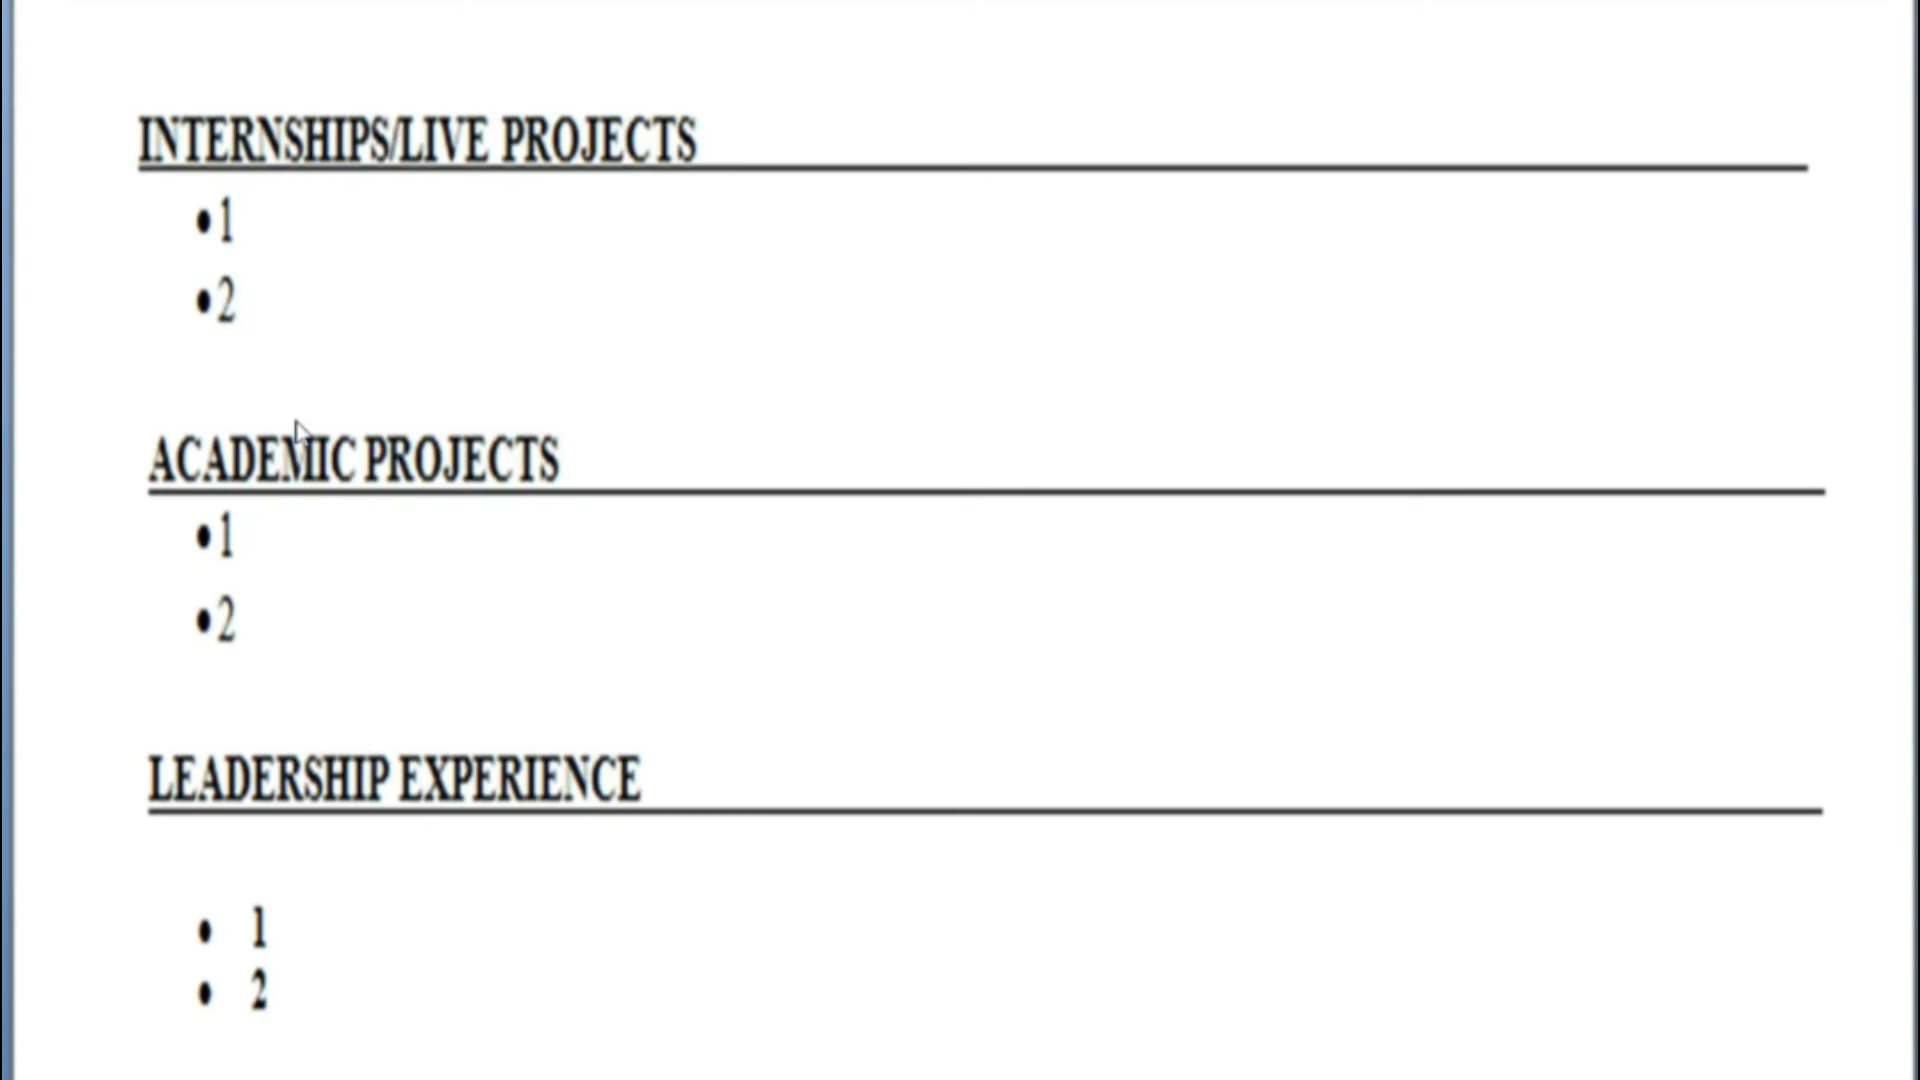 INTERNSHIPS/LIVE PROJECTS
•1
•2
ACADEMIC PROJECTS
•1
•2
LEADERSHIP EXPERIENCE
• 1
• 2